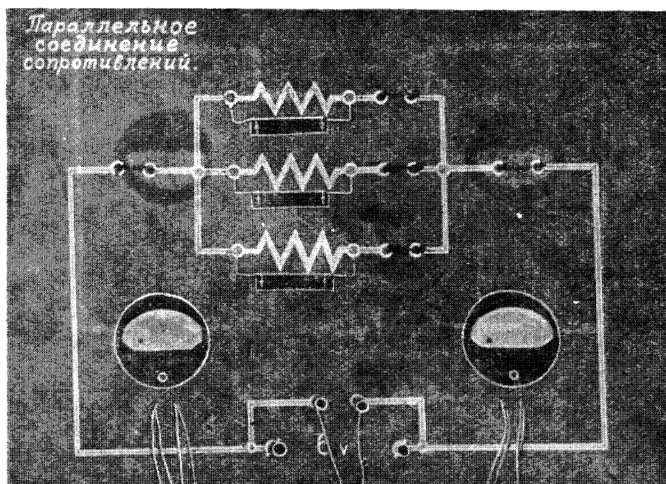 Параллельное
соединение
сопротивлений.
6 v